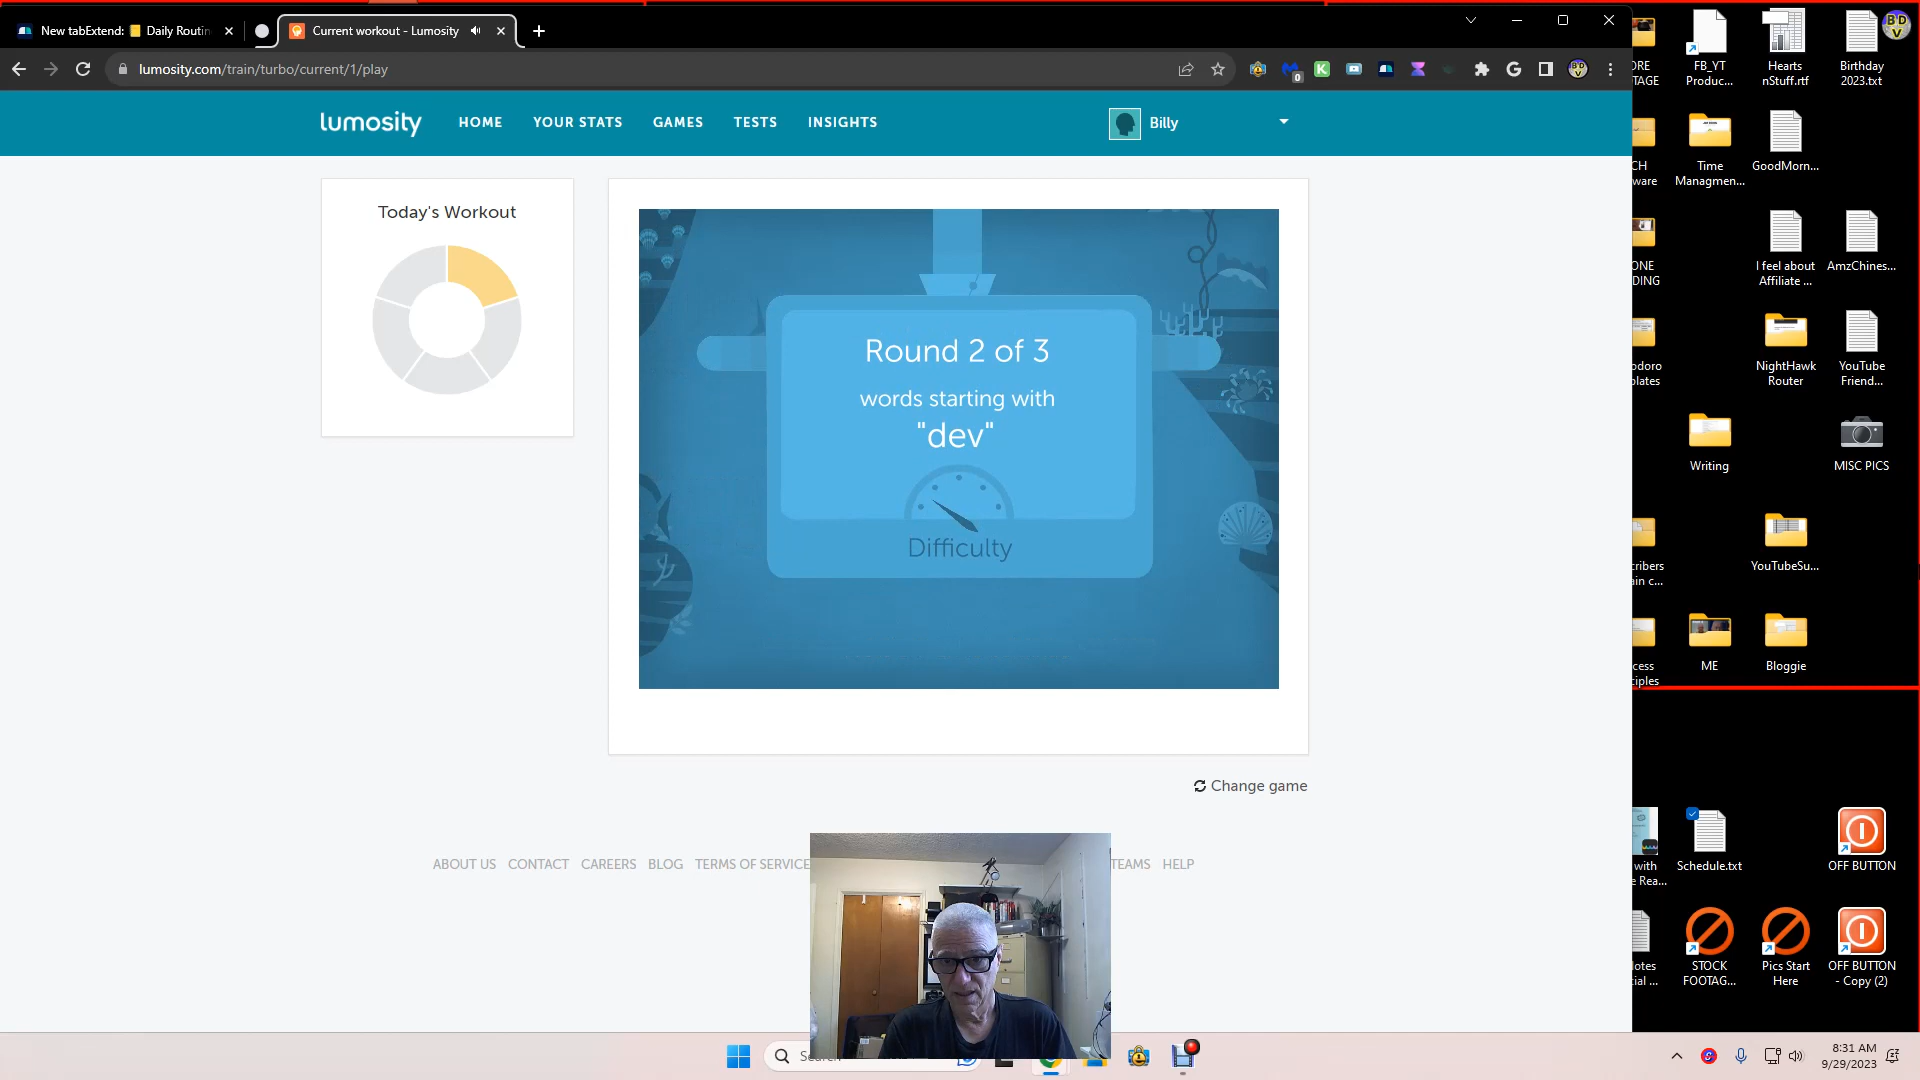 New tabExtend: Daily Routin
Current workout - Lumosity
lumosity.com/train/turbo/current/1/play
0
lumosity
HOME
YOUR STATS
GAMES
TESTS
INSIGHTS
Billy
Today's Workout
Round 2 of 3
words starting with
"dev"
Difficulty
Change game
ABOUT US
CONTACT
CAREERS
BLOG
TERMS OF SERVICE
TEAMS
HELP
FB_YT
Produc...
Hearts
nStuff.rtf
Birthday
2023.txt
BD
V
Time
Managmen...
GoodMorn...
I feel about
Affiliate ...
AmzChines...
NightHawk
Router
YouTube
Friend...
Writing
MISC PICS
YouTubeSu...
ME
Bloggie
Schedule.txt
OFF BUTTON
STOCK
FOOTAG...
Pics Start
Here
OFF BUTTON
- Copy (2)
8:31 AM
9/29/2023